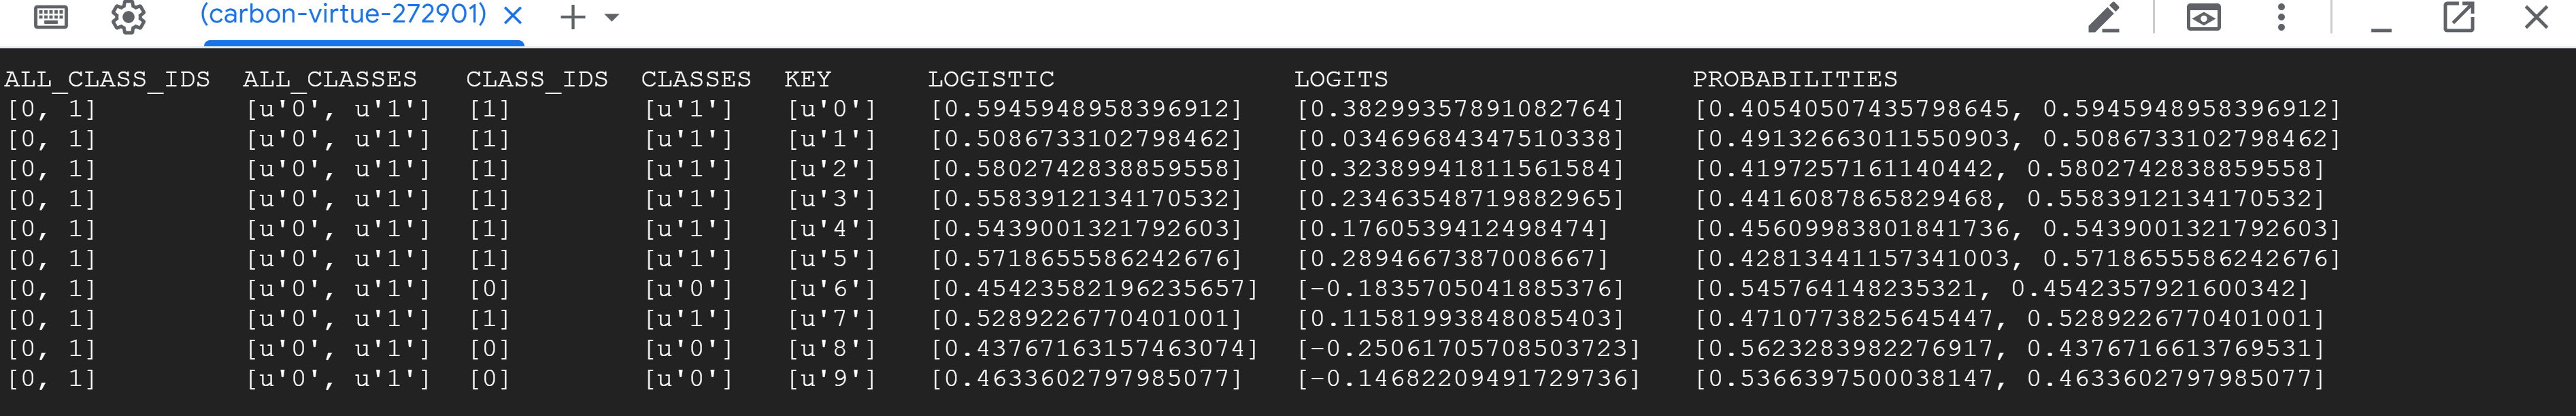 (carbon-virtue-272901)
ALL_CLASS_IDS ALL_CLASSES CLASS_IDS CLASSES KEY LOGISTIC LOGITS PROBABILITIES
[0, 1] [u'0', u'1'] [1] [u'1'] [u'0'] [0.5945948958396912] [0.38299357891082764] [0.40540507435798645, 0.5945948958396912]
[0, 1] [u'0', u'1'] [1] [u'1'] [u'1'] [0.5086733102798462] [0.03469684347510338] [0.49132663011550903, 0.5086733102798462]
[0, 1] [u'0', u'1'] [1] [u'1'] [u'2'] [0.5802742838859558] [0.32389941811561584] [0.4197257161140442, 0.5802742838859558]
[0, 1] [u'0', u'1'] [1] [u'1'] [u'3'] [0.5583912134170532] [0.23463548719882965] [0.4416087865829468, 0.5583912134170532]
[0, 1] [u'0', u'1'] [1] [u'1'] [u'4'] [0.5439001321792603] [0.1760539412498474] [0.45609983801841736, 0.5439001321792603]
[0, 1] [u'0', u'1'] [1] [u'1'] [u'5'] [0.5718655586242676] [0.2894667387008667] [0.42813441157341003, 0.5718655586242676]
[0, 1] [u'0', u'1'] [0] [u'0'] [u'6'] [0.45423582196235657] [-0.1835705041885376] [0.545764148235321, 0.4542357921600342]
[0, 1] [u'0', u'1'] [1] [u'1'] [u'7'] [0.5289226770401001] [0.11581993848085403] [0.4710773825645447, 0.5289226770401001]
[0, 1] [u'0', u'1'] [0] [u'0'] [u'8'] [0.43767163157463074] [-0.25061705708503723] [0.5623283982276917, 0.4376716613769531]
[0, 1] [u'0', u'1'] [0] [u'0'] [u'9'] [0.4633602797985077] [-0.14682209491729736] [0.5366397500038147, 0.4633602797985077]